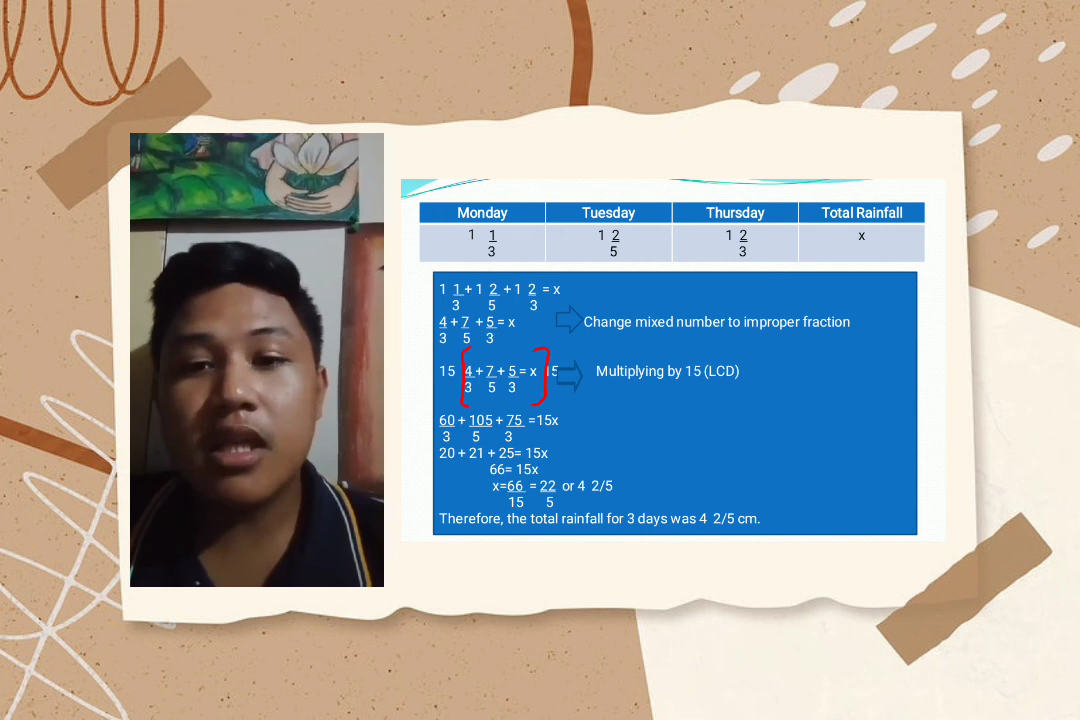 Monday Tuesday Thursday Total Rainfall
1 1 1 2 1 2 x
3 5 3
1 1 + 1 2 + 1 2 = x
3 5 3
4 + 7 + 5 = x Change mixed number to improper fraction
3 5 3
15 4 + 7 + 5 = x 15 Multiplying by 15 (LCD)
3 5 3
60 + 105 + 75 =15x
3 5 3
20 + 21 + 25= 15x
66= 15x
x=66 = 22 or 4 2/5
15 5
Therefore, the total rainfall for 3 days was 4 2/5 cm.